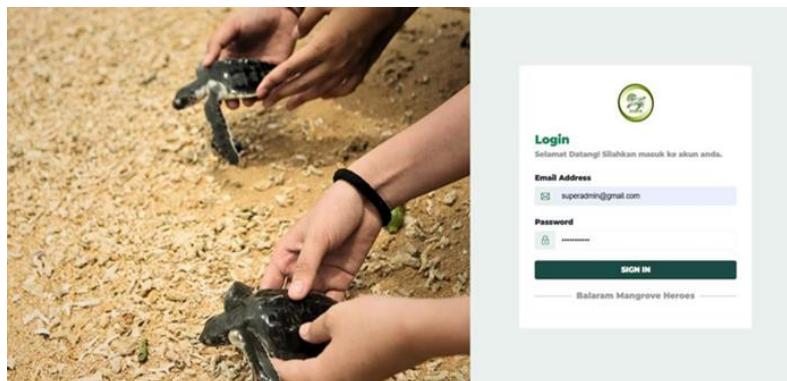 Login
Selamat Datang! Silahkan masuk ke akun anda.
Email Address
superadmin@gmail.com
Password
SIGN IN
Balaram Mangrove Heroes